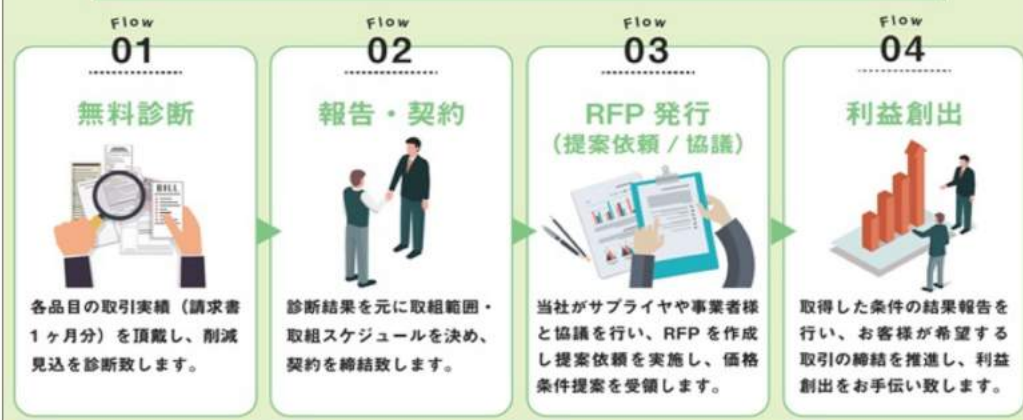 Flow
01
無料診断
BILL
各品目の取引実績（請求書
1ヶ月分）を頂戴し、削減
見込を診断致します。
Flow
02
報告・契約
診断結果を元に取組範囲・
取組スケジュールを決め、
契約を締結致します。
Flow
03
RFP 発行
（提案依頼 / 協議）
当社がサプライヤや事業者様
と協議を行い、RFP を作成
し提案依頼を実施し、価格
条件提案を受領します。
Flow
04
利益創出
取得した条件の結果報告を
行い、お客様が希望する
取引の締結を推進し、利益
創出をお手伝い致します。